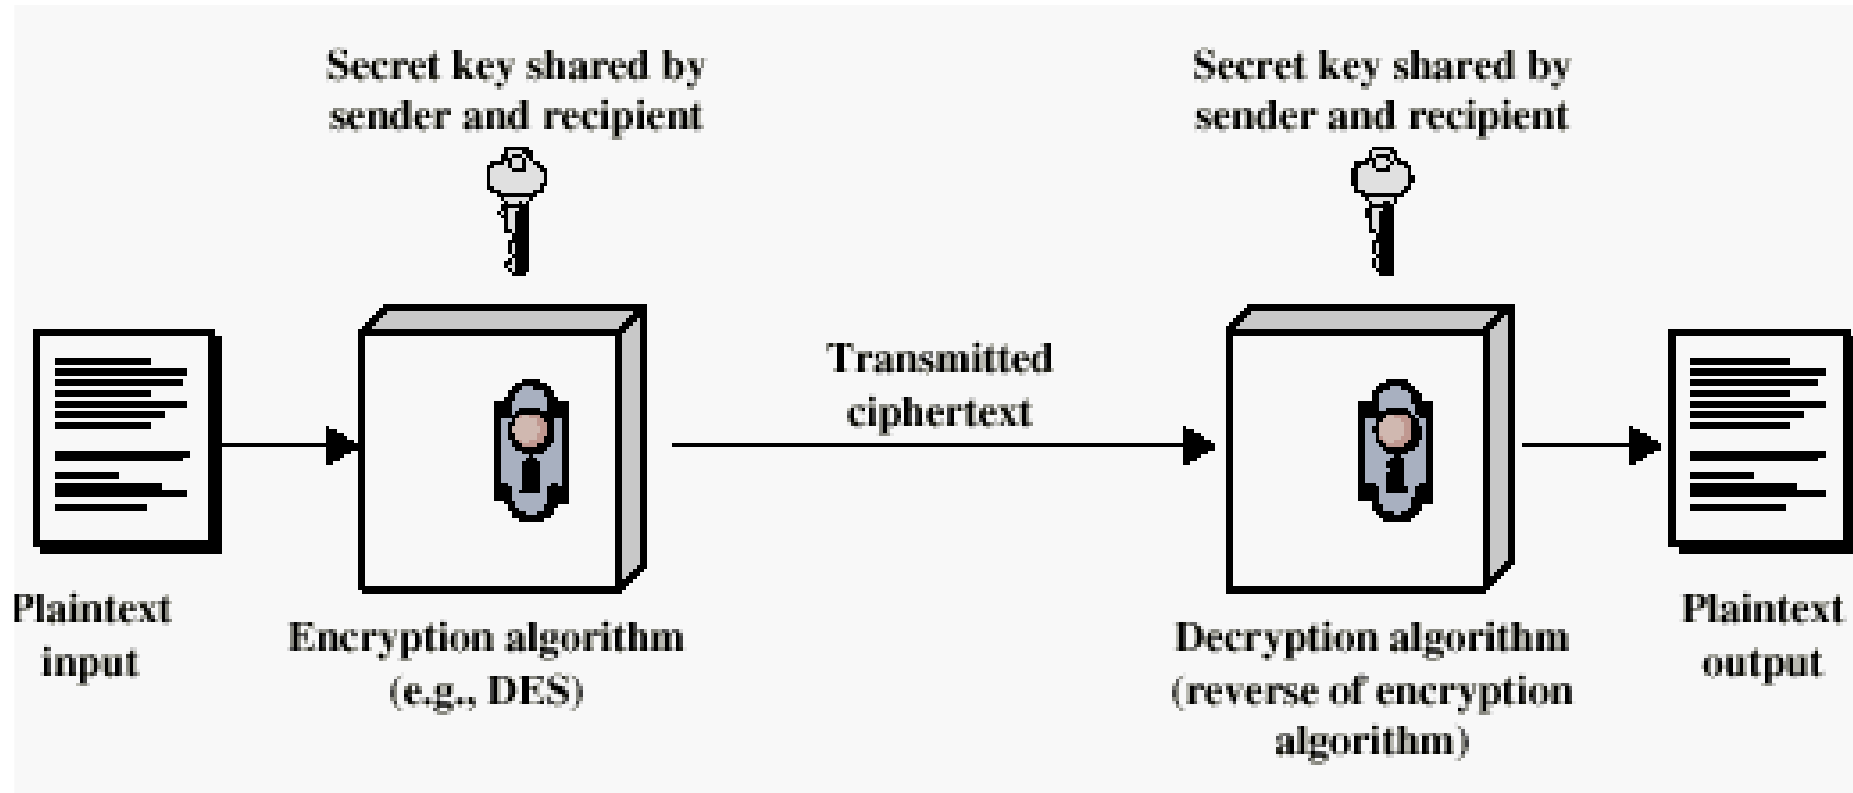 Secret key shared by
sender and recipient
Secret key shared by
sender and recipient
Transmitted
ciphertext
Plaintext
input
Encryption algorithm
(e.g., DES)
Decryption algorithm
(reverse of encryption
algorithm)
Plaintext
output